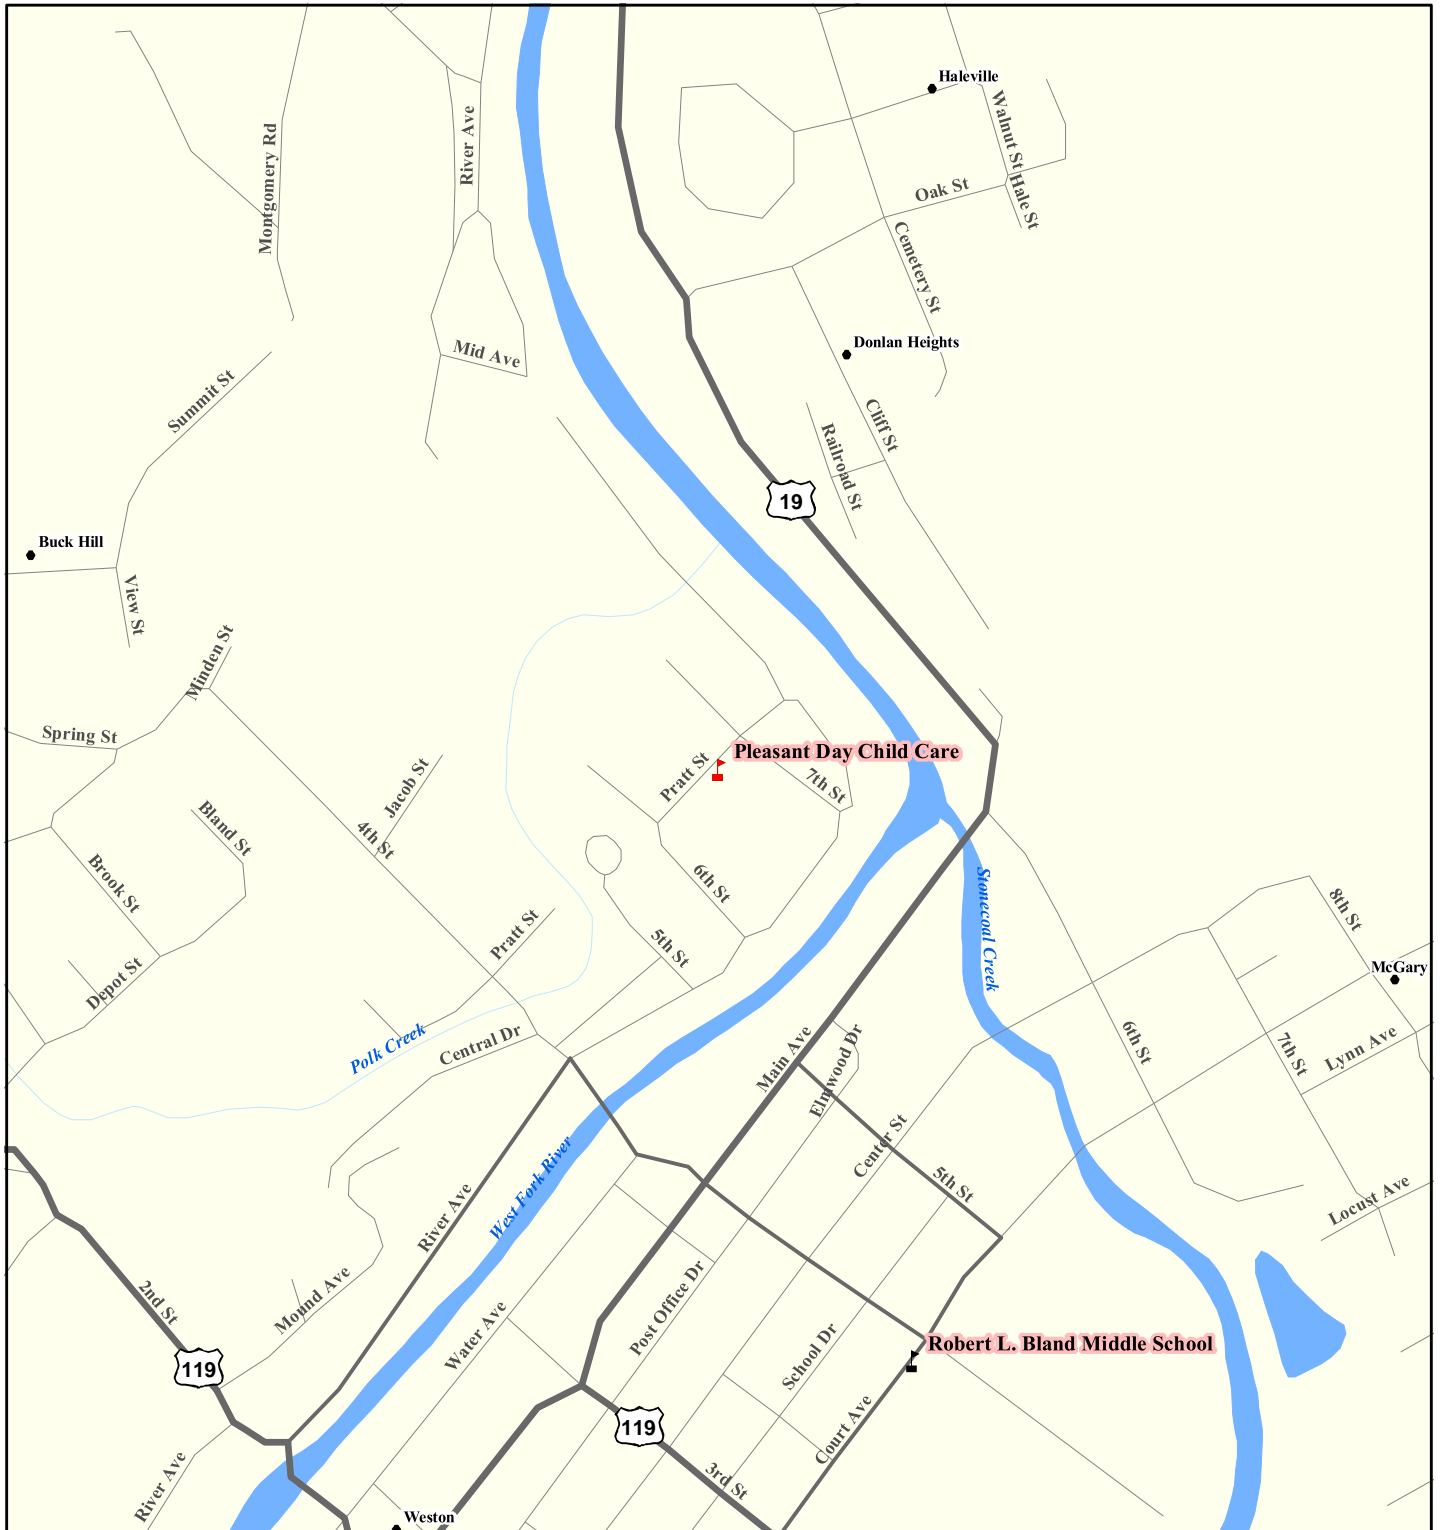 Haleville
Walnut St
Montgomery Rd
River Ave
Oak St
Hale St
Cemetery St
Donlan Heights
Mid Ave
Summit St
Cliff St
Railroad St
19
Buck Hill
View St
Minden St
Spring St
Pleasant Day Child Care
Pratt St
7th St
Jacob St
Bland St
4th St
Brook St
6th St
Stonecoal Creek
8th St
Pratt St
5th St
McGary
Depot St
Polk Creek
Central Dr
Main Ave
Elmwood Dr
6th St
7th St
Lynn Ave
Center St
West Fork River
5th St
River Ave
Locust Ave
2nd St
Mound Ave
Post Office Dr
Water Ave
School Dr
Robert L. Bland Middle School
119
119
Court Ave
3rd St
River Ave
Weston